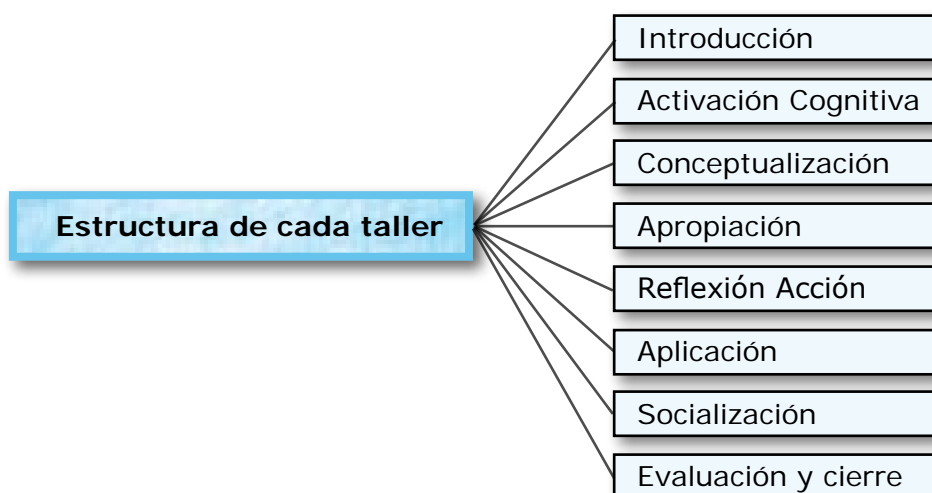 Introducción
Activación Cognitiva
Conceptualización
Estructura de cada taller
Apropiación
Reflexión Acción
Aplicación
Socialización
Evaluación y cierre